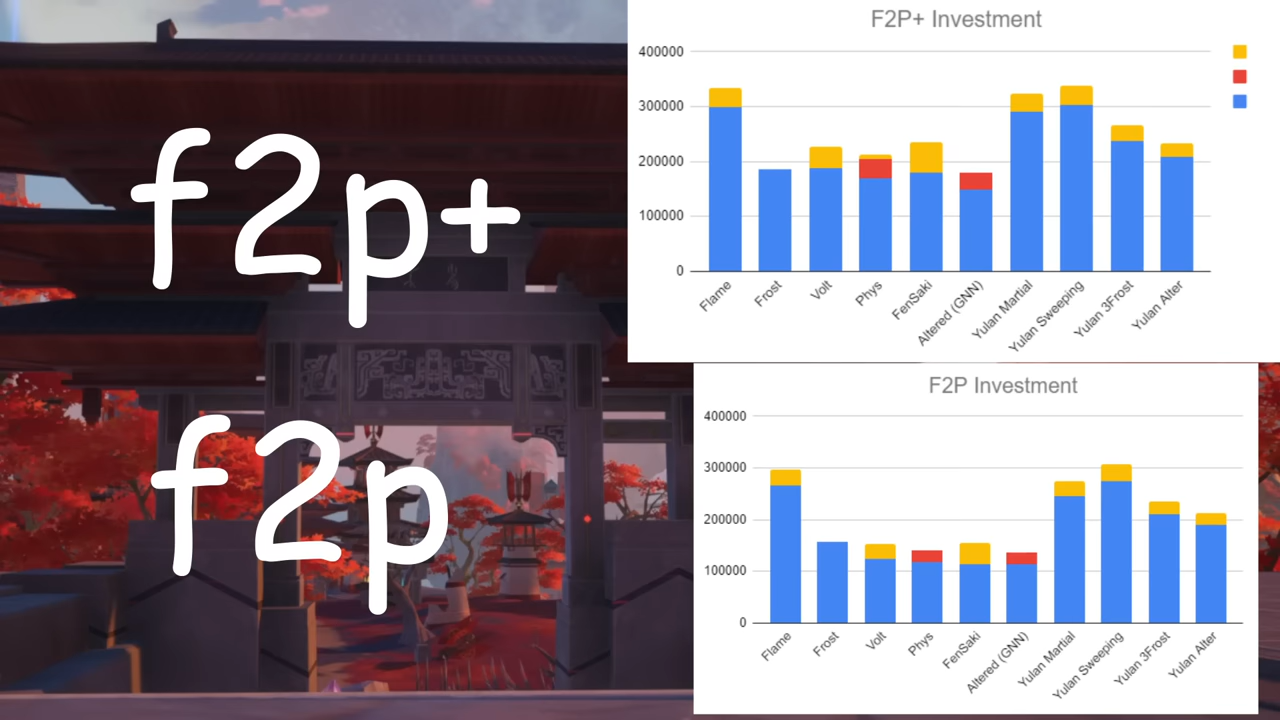 f2p+
F2P+ Investment
400000
300000
200000
100000
0
Flame
Frost
Volt
Phys
FenSaki
Altered (GNN)
Yulan Martial
Yulan Sweeping
Yulan 3Frost
Yulan Alter
f2p
F2P Investment
400000
300000
200000
100000
0
Flame
Frost
Volt
Phys
FenSaki
Altered (GNN)
Yulan Martial
Yulan Sweeping
Yulan 3Frost
Yulan Alter